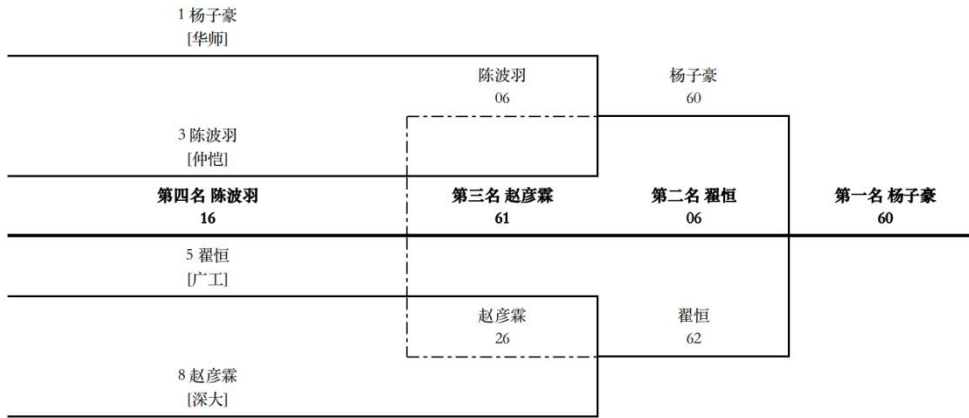 1 杨子豪
[华师]
陈波羽
06
杨子豪
60
3 陈波羽
[仲恺]
第四名 陈波羽
16
第三名 赵彦霖
61
第二名 翟恒
06
第一名 杨子豪
60
5 翟恒
[广工]
赵彦霖
26
翟恒
62
8 赵彦霖
[深大]